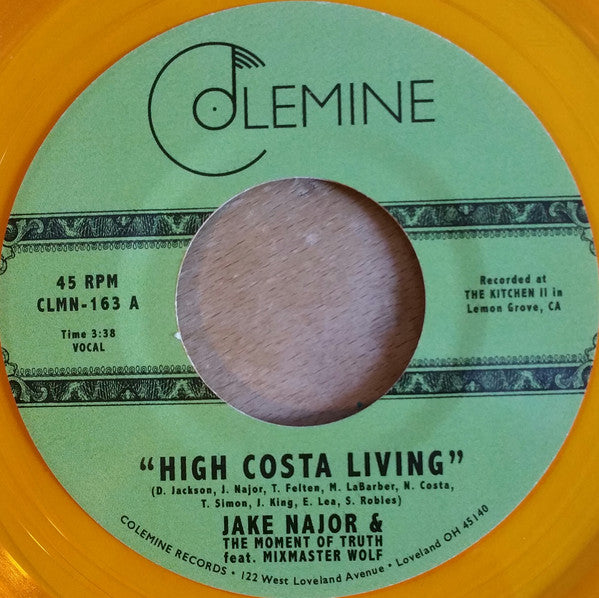 COLEMINE
45 RPM
CLMN-163 A
Time 3:38
VOCAL
Recorded at
THE KITCHEN II in
Lemon Grove, CA
"HIGH COSTA LIVING"
(D. Jackson, J. Najor, T. Felten, M. LaBarber, N. Costa,
T. Simon, J. King, E. Lea, S. Robles)
JAKE NAJOR &
THE MOMENT OF TRUTH
feat. MIXMASTER WOLF
COLEMINE RECORDS • 122 West Loveland Avenue • Loveland OH 45140